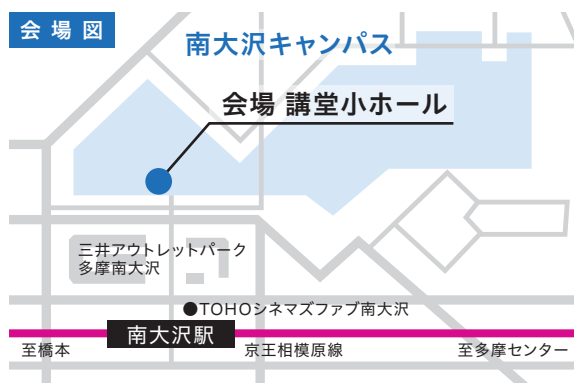 会場図
南大沢キャンパス
会場 講堂小ホール
三井アウトレットパーク
多摩南大沢
●TOHOシネマズファブ南大沢
南大沢駅
至橋本
京王相模原線
至多摩センター